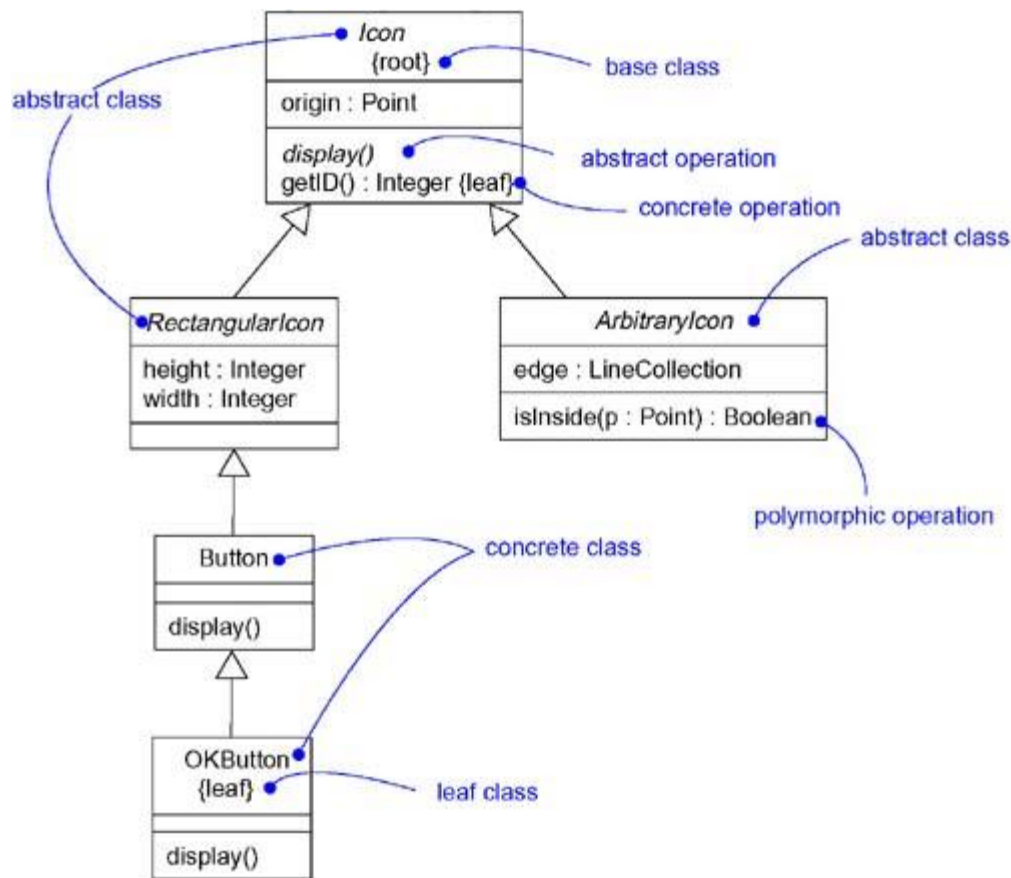 Icon
{root}
base class
abstract class
origin : Point
display()
abstract operation
getID() : Integer {leaf}
concrete operation
abstract class
RectangularIcon
ArbitraryIcon
height : Integer
width : Integer
edge : LineCollection
isInside(p : Point) : Boolean
polymorphic operation
Button
concrete class
display()
OKButton
{leaf}
leaf class
display()